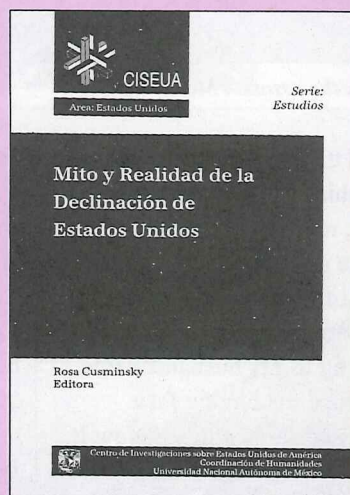 CISEUA
Area: Estados Unidos
Serie:
Estudios
Mito y Realidad de la
Declinación de
Estados Unidos
Rosa Cusminsky
Editora
Centro de Investigaciones sobre Estados Unidos de América
Coordinación de Humanidades
Universidad Nacional Autónoma de México